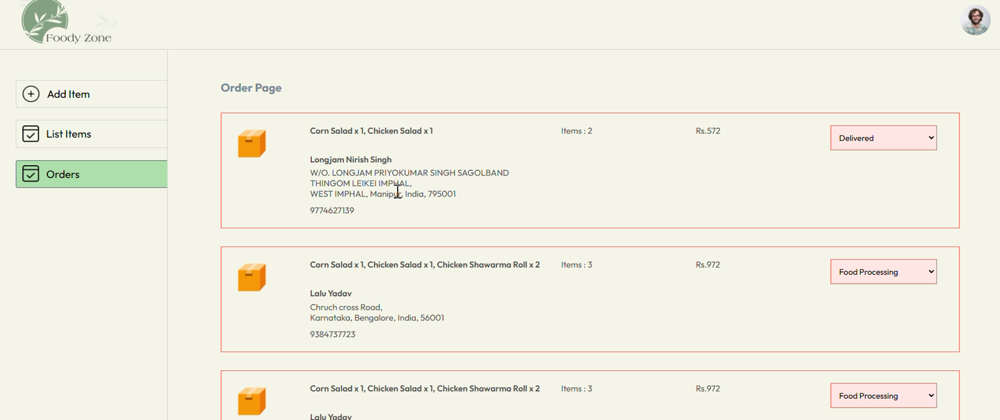 Foody Zone
Add Item
List Items
Orders
Order Page
Corn Salad x 1, Chicken Salad x 1
Items : 2
Rs.572
Delivered
Longjam Nirish Singh
W/O. LONGJAM PRIYOKUMAR SINGH SAGOLBAND
THINGOM LEIKEI IMPHAL,
WEST IMPHAL, Manipur, India, 795001
9774627139
Corn Salad x 1, Chicken Salad x 1, Chicken Shawarma Roll x 2
Items : 3
Rs.972
Food Processing
Lalu Yadav
Chruch cross Road,
Karnataka, Bengalore, India, 56001
9384737723
Corn Salad x 1, Chicken Salad x 1, Chicken Shawarma Roll x 2
Items : 3
Rs.972
Food Processing
Lalu Yadav